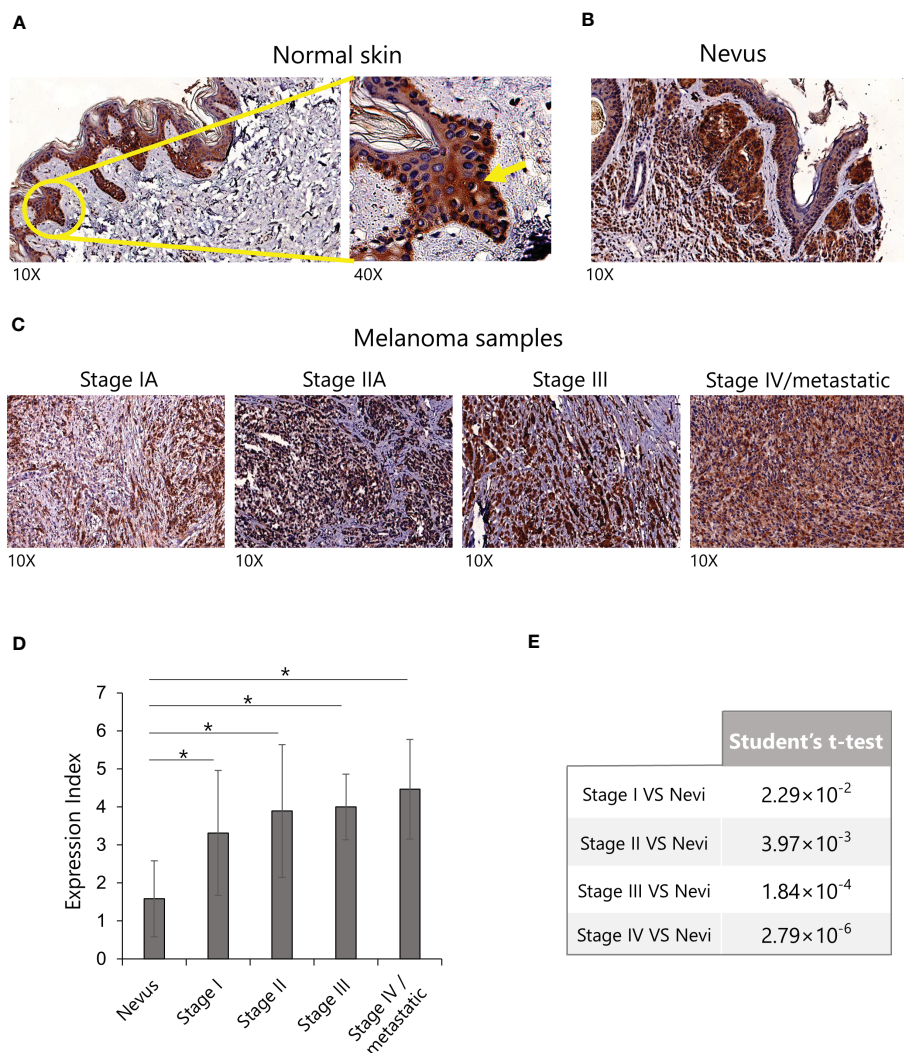 A
Normal skin
10X
40X
B
Nevus
10X
C
Melanoma samples
Stage IA
Stage IIA
Stage III
Stage IV/metastatic
10X
10X
10X
10X
D
*
*
*
*
7
6
5
4
3
2
1
0
Expression Index
Nevus
Stage I
Stage II
Stage III
Stage IV /
metastatic
E
Student’s t-test
Stage I VS Nevi 2.29×10⁻²
Stage II VS Nevi 3.97×10⁻³
Stage III VS Nevi 1.84×10⁻⁴
Stage IV VS Nevi 2.79×10⁻⁶